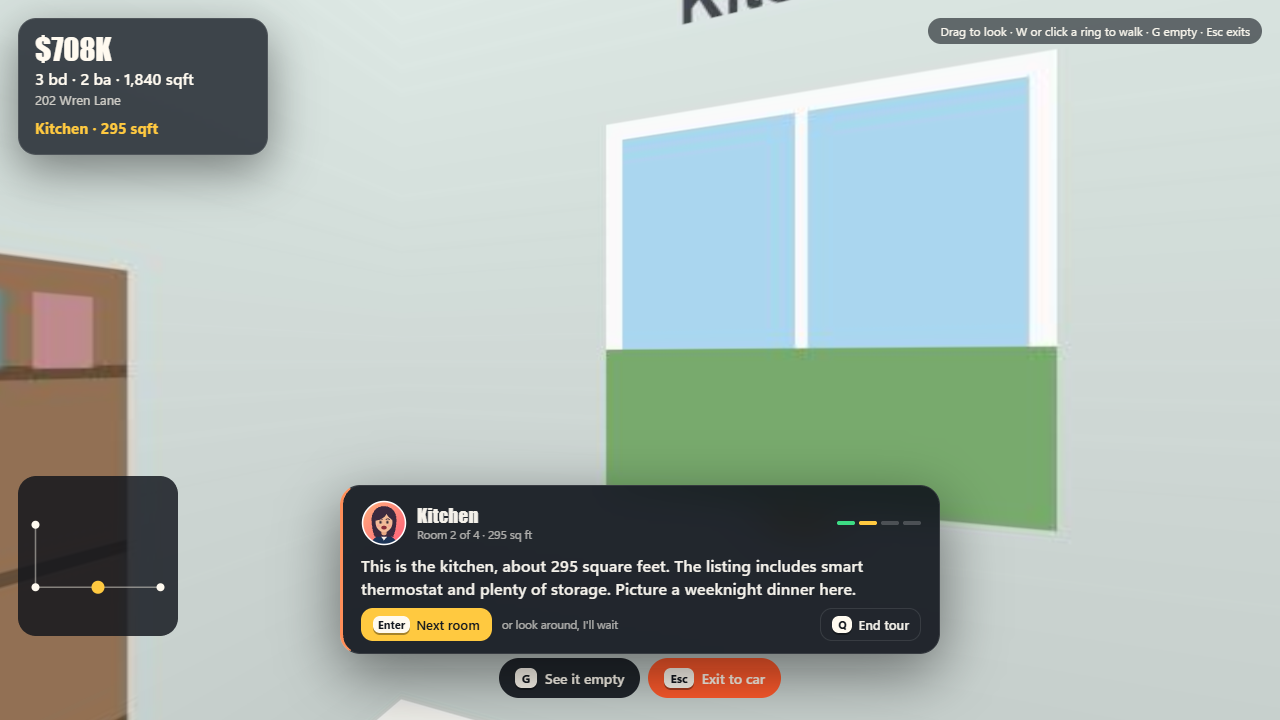 $708K
3 bd · 2 ba · 1,840 sqft
202 Wren Lane
Kitchen · 295 sqft
Drag to look · W or click a ring to walk · G empty · Esc exits
Kitchen
Room 2 of 4 · 295 sq ft
This is the kitchen, about 295 square feet. The listing includes smart
thermostat and plenty of storage. Picture a weeknight dinner here.
Enter Next room
or look around, I'll wait
Q End tour
G See it empty
Esc Exit to car